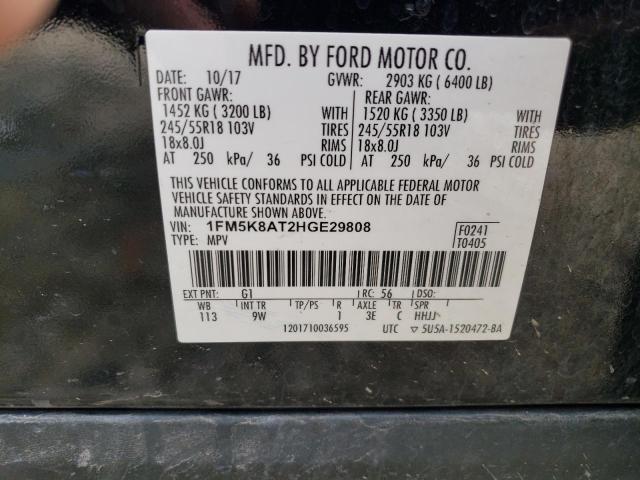 MFD. BY FORD MOTOR CO.
DATE: 10/17 GVWR: 2903 KG ( 6400 LB)
FRONT GAWR: REAR GAWR:
1452 KG ( 3200 LB) WITH 1520 KG ( 3350 LB) WITH
245/55R18 103V TIRES 245/55R18 103V TIRES
18x8.0J RIMS 18x8.0J RIMS
AT 250 kPa/ 36 PSI COLD AT 250 kPa/ 36 PSI COLD
THIS VEHICLE CONFORMS TO ALL APPLICABLE FEDERAL MOTOR
VEHICLE SAFETY STANDARDS IN EFFECT ON THE DATE OF
MANUFACTURE SHOWN ABOVE.
VIN: 1FM5K8AT2HGE29808 F0241
TYPE: MPV T0405
EXT PNT: G1 RC: 56 DSO:
WB INT TR TP/PS R AXLE TR SPR
113 9W 1 3E C HHJJ
1201710036595 UTC ▽ 5U5A-1520472-BA